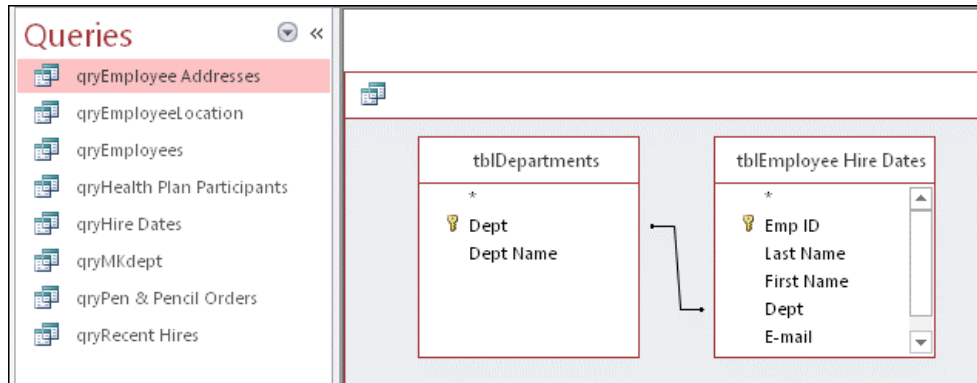 Queries
qryEmployee Addresses
qryEmployeeLocation
qryEmployees
qryHealth Plan Participants
qryHire Dates
qryMKdept
qryPen & Pencil Orders
qryRecent Hires
tblDepartments
*
Dept
Dept Name
tblEmployee Hire Dates
*
Emp ID
Last Name
First Name
Dept
E-mail